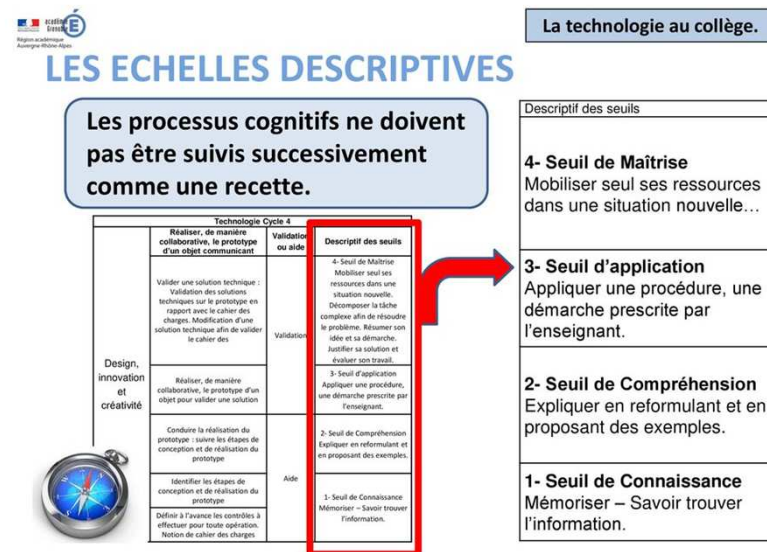 académie
Grenoble
Région académique
Auvergne-Rhône-Alpes
La technologie au collège.
LES ECHELLES DESCRIPTIVES
Les processus cognitifs ne doivent
pas être suivis successivement
comme une recette.
Technologie Cycle 4
Réaliser, de manière
collaborative, le prototype
d'un objet communicant
Validation
ou aide
Descriptif des seuils
Design,
innovation
et
créativité
Valider une solution technique :
Validation des solutions
techniques sur le prototype en
rapport avec le cahier des
charges. Modification d'une
solution technique afin de valider
le cahier des
Validation
4- Seuil de Maîtrise
Mobiliser seul ses
ressources dans une
situation nouvelle.
Décomposer la tâche
complexe afin de résoudre
le problème. Résumer son
idée et sa démarche.
Justifier sa solution et
évaluer son travail.
Réaliser, de manière
collaborative, le prototype d'un
objet pour valider une solution
3- Seuil d'application
Appliquer une procédure,
une démarche prescrite par
l'enseignant.
Conduire la réalisation du
prototype : suivre les étapes de
conception et de réalisation du
prototype
Aide
2- Seuil de Compréhension
Expliquer en reformulant et
en proposant des exemples.
Identifier les étapes de
conception et de réalisation du
prototype
1- Seuil de Connaissance
Mémoriser – Savoir trouver
l'information.
Définir à l'avance les contrôles à
effectuer pour toute opération.
Notion de cahier des charges
Descriptif des seuils
4- Seuil de Maîtrise
Mobiliser seul ses ressources
dans une situation nouvelle…
3- Seuil d'application
Appliquer une procédure, une
démarche prescrite par
l'enseignant.
2- Seuil de Compréhension
Expliquer en reformulant et en
proposant des exemples.
1- Seuil de Connaissance
Mémoriser – Savoir trouver
l'information.